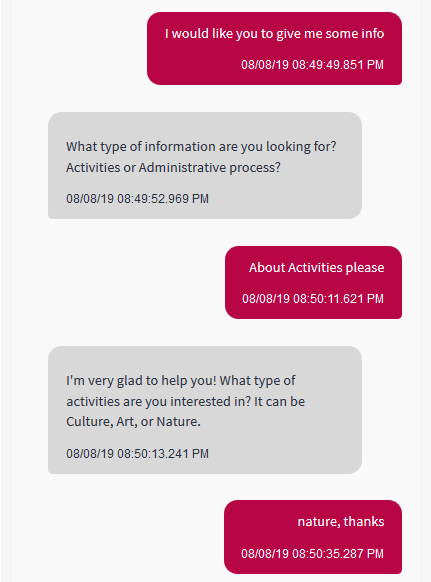 I would like you to give me some info
08/08/19 08:49:49.851 PM
What type of information are you looking for?
Activities or Administrative process?
08/08/19 08:49:52.969 PM
About Activities please
08/08/19 08:50:11.621 PM
I'm very glad to help you! What type of
activities are you interested in? It can be
Culture, Art, or Nature.
08/08/19 08:50:13.241 PM
nature, thanks
08/08/19 08:50:35.287 PM